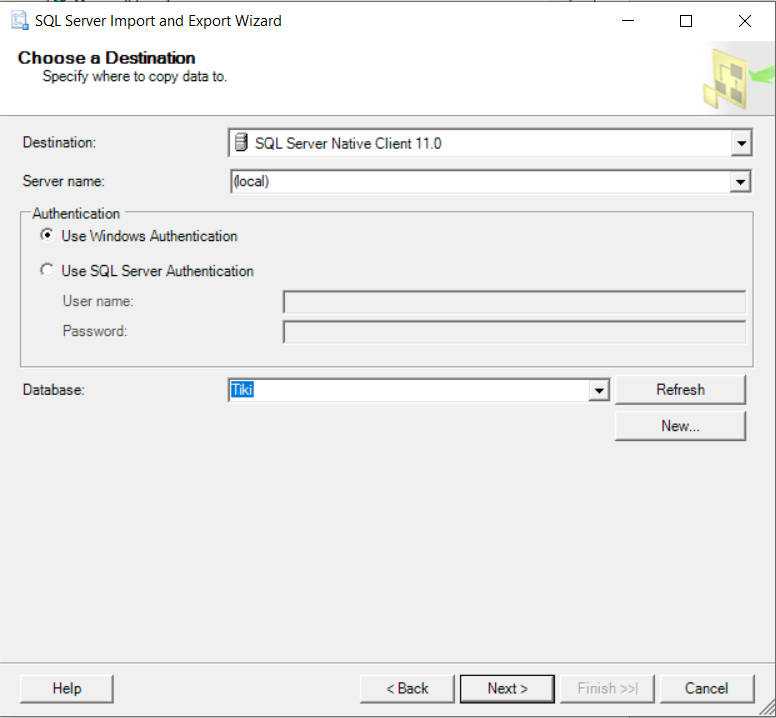 SQL Server Import and Export Wizard
Choose a Destination
Specify where to copy data to.
Destination:
SQL Server Native Client 11.0
Server name:
(local)
Authentication
Use Windows Authentication
Use SQL Server Authentication
User name:
Password:
Database:
Tiki
Refresh
New...
Help
< Back
Next >
Finish >>|
Cancel